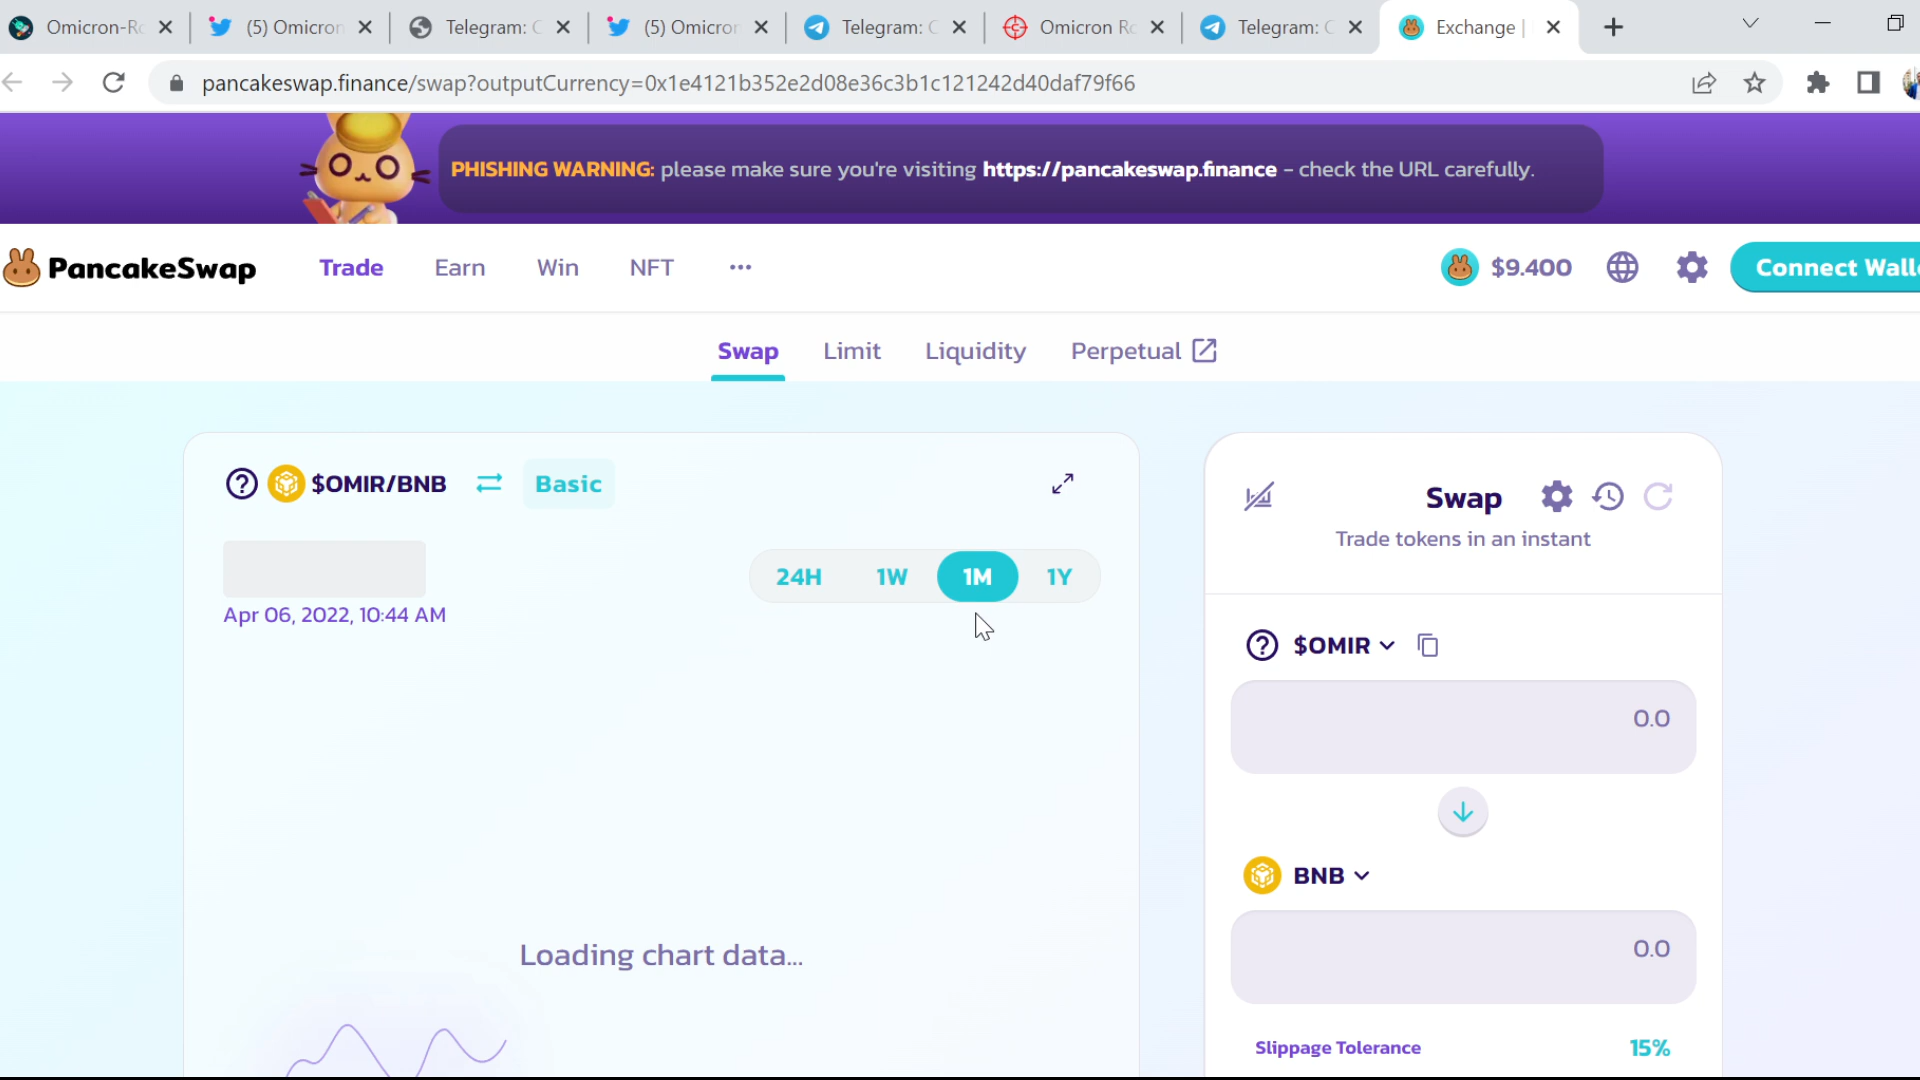 Omicron-Ro
(5) Omicron
Telegram: C
(5) Omicron
Telegram: C
Omicron Ro
Telegram: C
Exchange |
pancakeswap.finance/swap?outputCurrency=0x1e4121b352e2d08e36c3b1c121242d40daf79f66
PHISHING WARNING: please make sure you're visiting https://pancakeswap.finance - check the URL carefully.
PancakeSwap
Trade
Earn
Win
NFT
$9.400
Connect Walle
Swap
Limit
Liquidity
Perpetual
$OMIR/BNB
Basic
24H
1W
1M
1Y
Apr 06, 2022, 10:44 AM
Loading chart data...
Swap
Trade tokens in an instant
$OMIR
0.0
BNB
0.0
Slippage Tolerance
15%